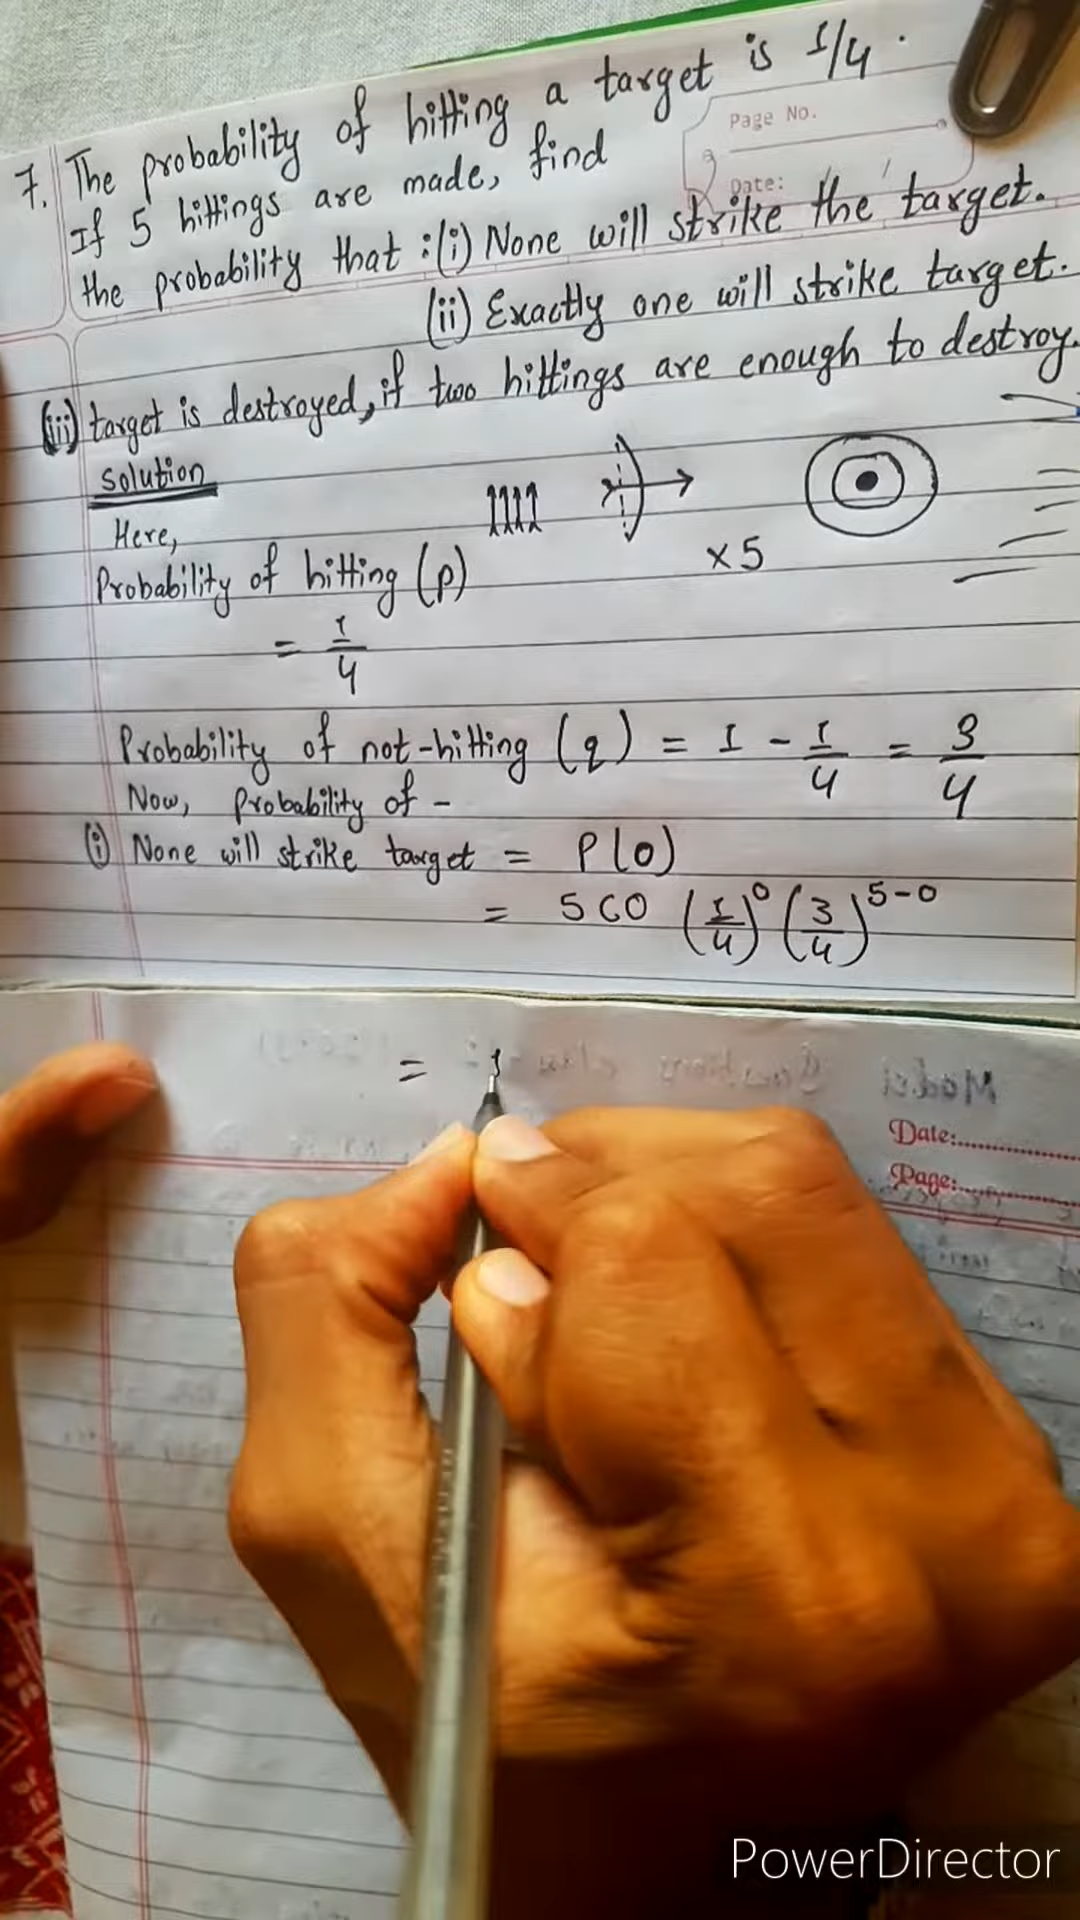 7. The probability of hitting a target is 1/4.
Page No.
If 5 hittings are made, find
Date:
the probability that :(i) None will strike the target.
(ii) Exactly one will strike target.
(iii) target is destroyed, if two hittings are enough to destroy.
Solution
Here,
×5
Probability of hitting (p)
= 1/4
Probability of not-hitting (q) = 1 - 1/4 = 3/4
Now, probability of -
(i) None will strike target = P(0)
= 5C0 (1/4)^0 (3/4)^5-0
= 1
Model
Date:
Page:
PowerDirector